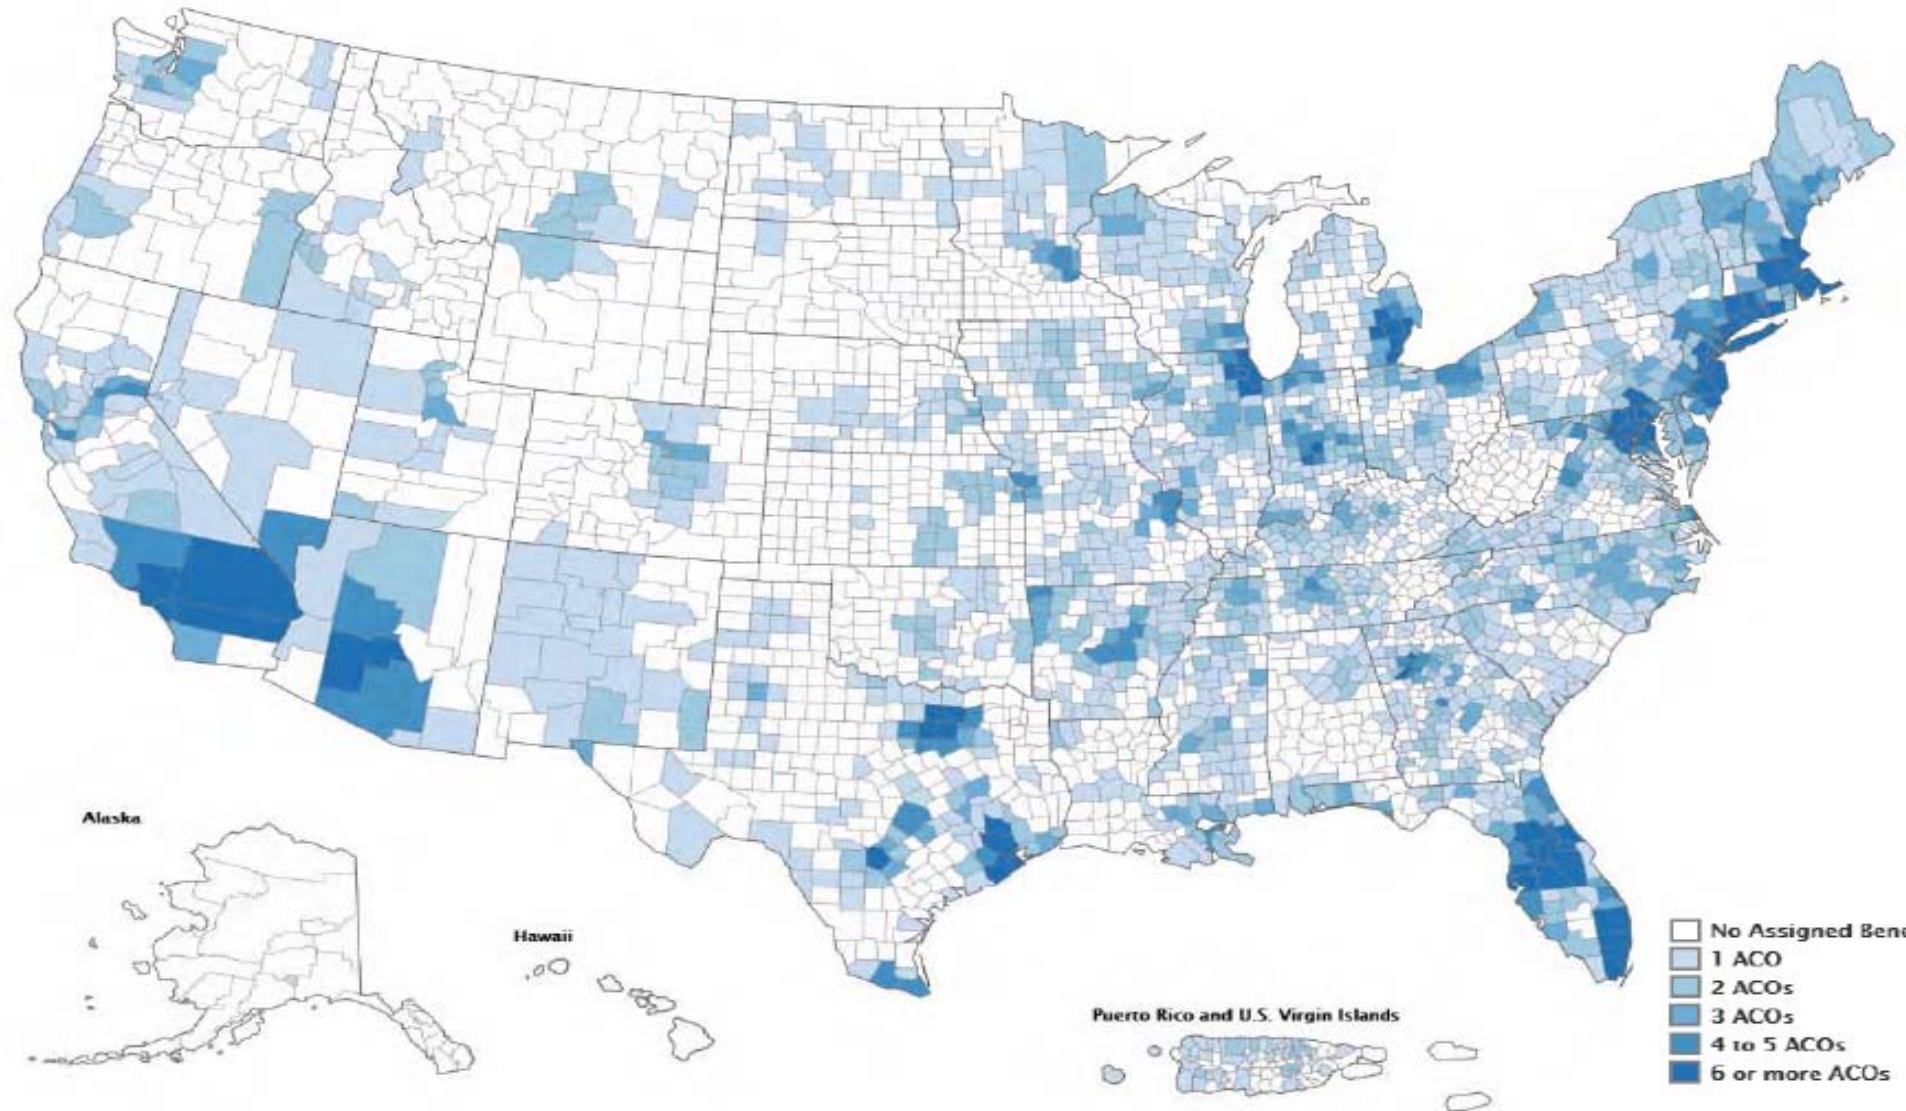 Alaska
Hawaii
Puerto Rico and U.S. Virgin Islands
No Assigned Bene
1 ACO
2 ACOs
3 ACOs
4 to 5 ACOs
6 or more ACOs